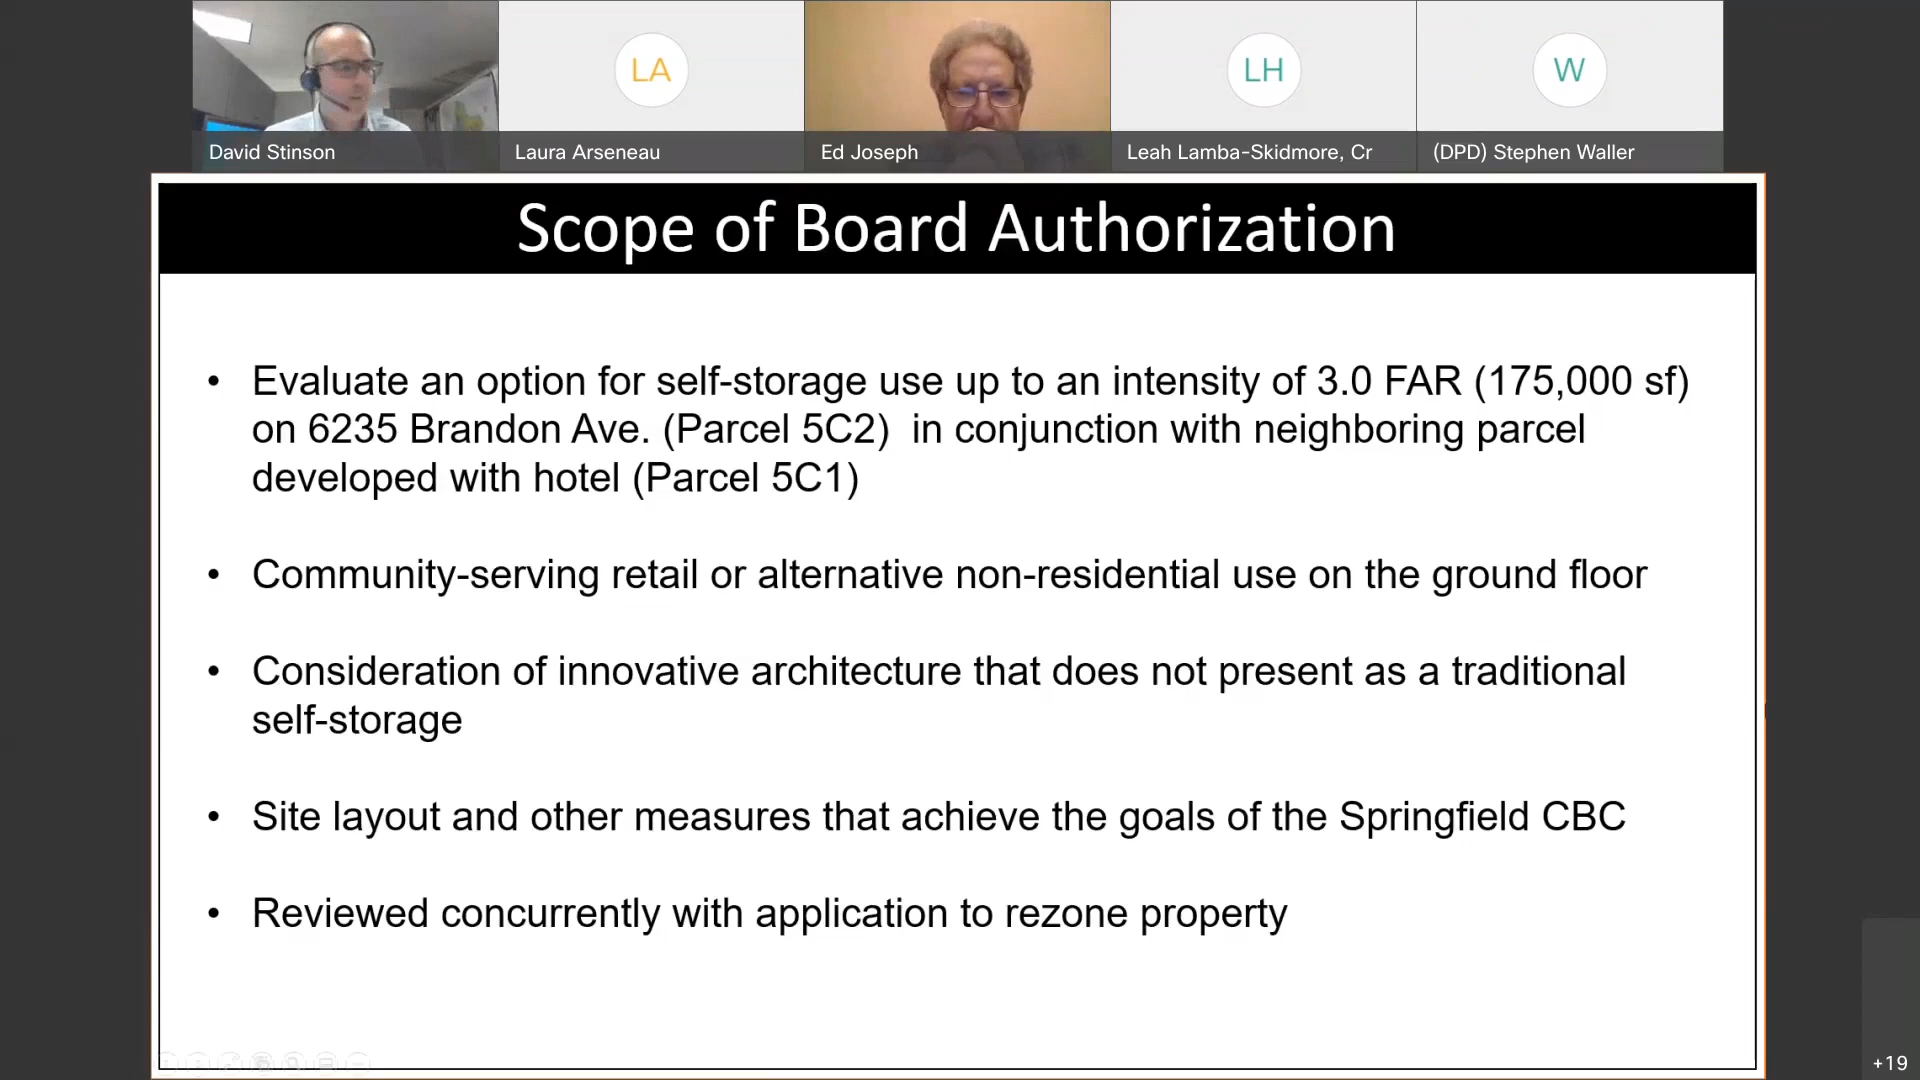 LA
LH
W
David Stinson
Laura Arseneau
Ed Joseph
Leah Lamba-Skidmore, Cr
(DPD) Stephen Waller
Scope of Board Authorization
• Evaluate an option for self-storage use up to an intensity of 3.0 FAR (175,000 sf)
on 6235 Brandon Ave. (Parcel 5C2) in conjunction with neighboring parcel
developed with hotel (Parcel 5C1)
• Community-serving retail or alternative non-residential use on the ground floor
• Consideration of innovative architecture that does not present as a traditional
self-storage
• Site layout and other measures that achieve the goals of the Springfield CBC
• Reviewed concurrently with application to rezone property
+19